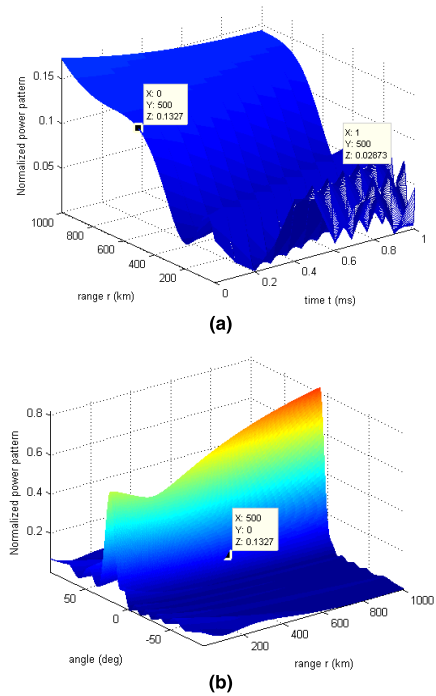 Normalized power pattern
0.15
0.1
0.05
X: 0
Y: 500
Z: 0.1327
X: 1
Y: 500
Z: 0.02873
1000
800
600
400
200
0
0.2
0.4
0.6
0.8
1
range r (km)
time t (ms)
(a)
Normalized power pattern
0.8
0.6
0.4
0.2
X: 500
Y: 0
Z: 0.1327
50
0
-50
200
400
600
800
1000
angle (deg)
range r (km)
(b)